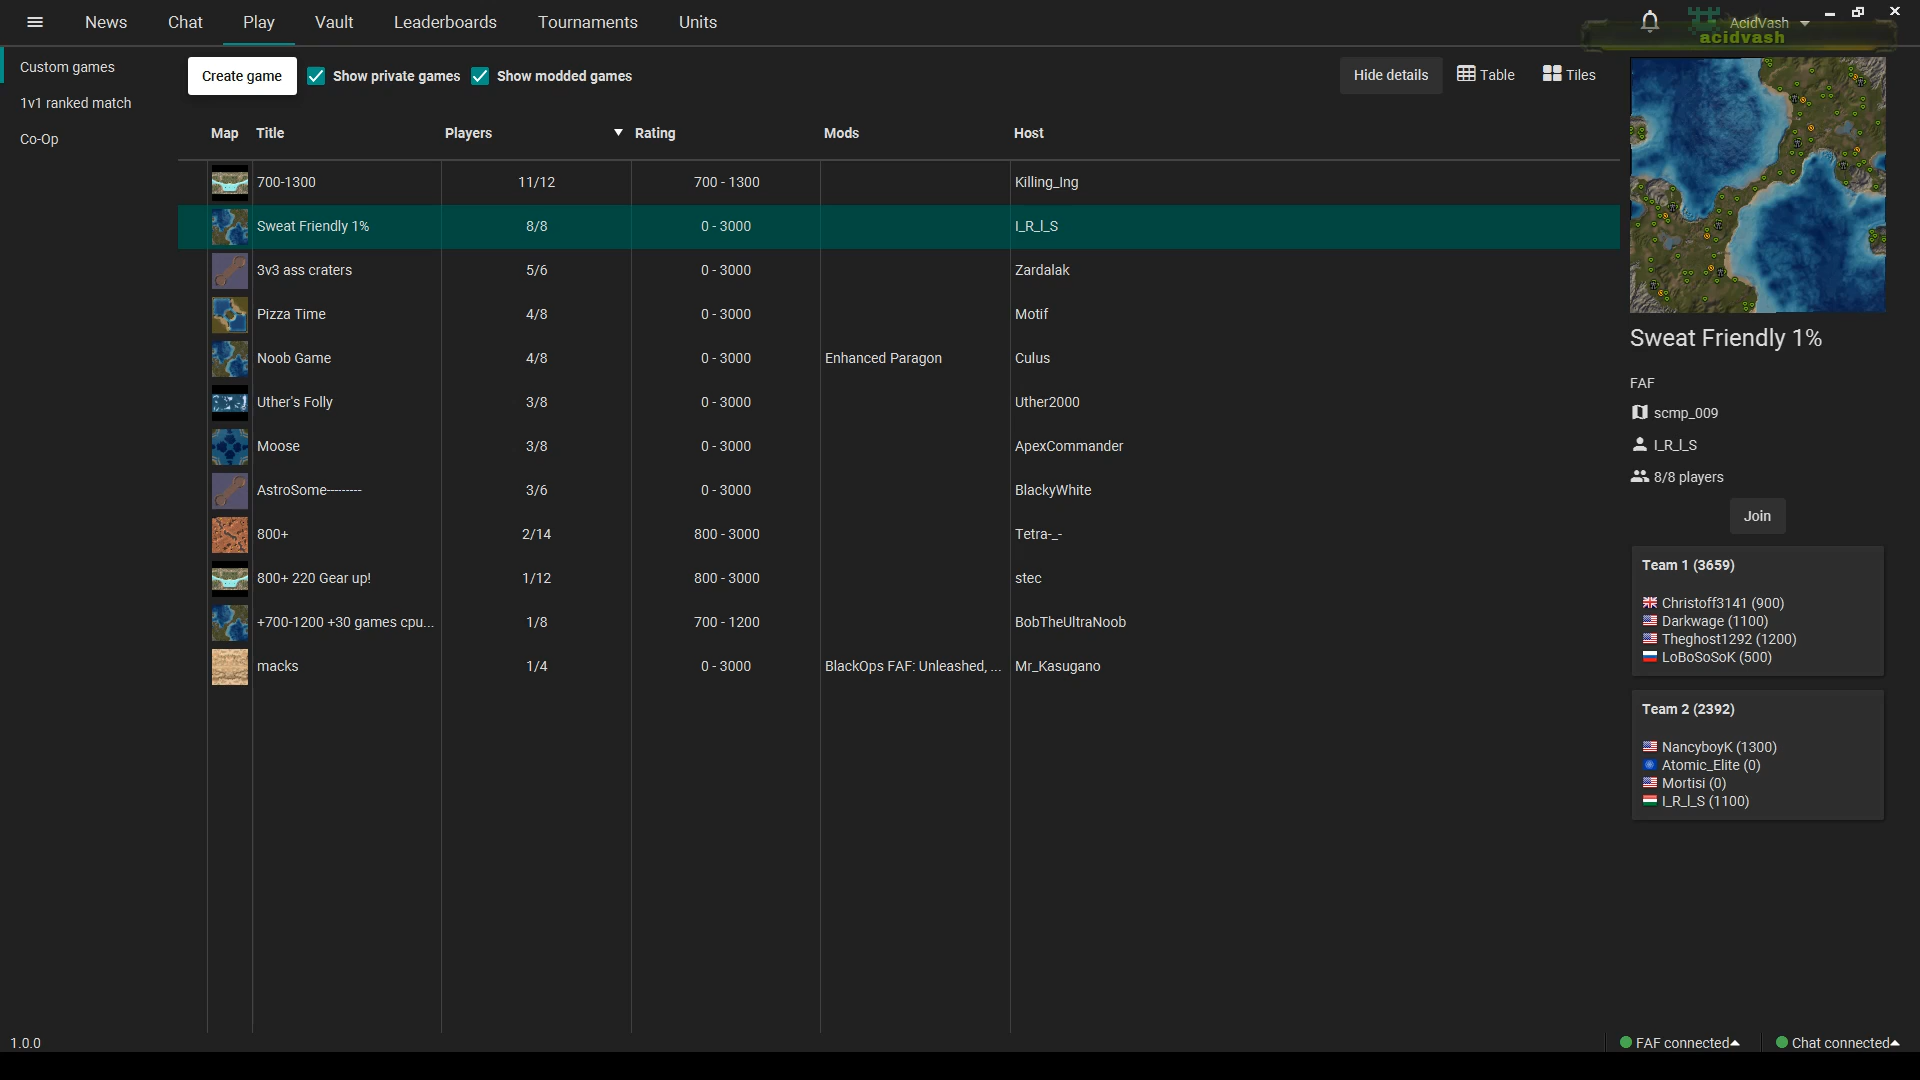 News Chat Play Vault Leaderboards Tournaments Units AcidVash
acidvash
Custom games
1v1 ranked match
Co-Op
Create game Show private games Show modded games Hide details Table Tiles
Map Title Players Rating Mods Host
700-1300 11/12 700 - 1300 Killing_Ing
Sweat Friendly 1% 8/8 0 - 3000 I_R_l_S
3v3 ass craters 5/6 0 - 3000 Zardalak
Pizza Time 4/8 0 - 3000 Motif
Noob Game 4/8 0 - 3000 Enhanced Paragon Culus
Uther's Folly 3/8 0 - 3000 Uther2000
Moose 3/8 0 - 3000 ApexCommander
AstroSome--------- 3/6 0 - 3000 BlackyWhite
800+ 2/14 800 - 3000 Tetra-_-
800+ 220 Gear up! 1/12 800 - 3000 stec
+700-1200 +30 games cpu... 1/8 700 - 1200 BobTheUltraNoob
macks 1/4 0 - 3000 BlackOps FAF: Unleashed, ... Mr_Kasugano
Sweat Friendly 1%
FAF
scmp_009
I_R_l_S
8/8 players
Join
Team 1 (3659)
Christoff3141 (900)
Darkwage (1100)
Theghost1292 (1200)
LoBoSoSoK (500)
Team 2 (2392)
NancyboyK (1300)
Atomic_Elite (0)
Mortisi (0)
I_R_l_S (1100)
1.0.0 FAF connected Chat connected